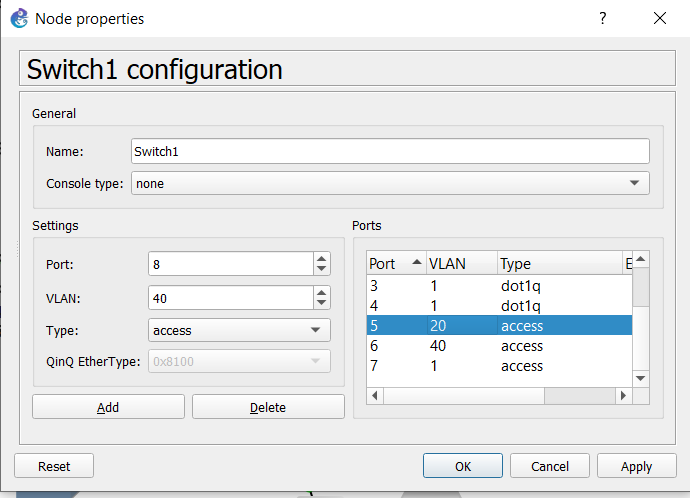 Node properties
?
Switch1 configuration
General
Name: Switch1
Console type: none
Settings
Port: 8
VLAN: 40
Type: access
QinQ EtherType: 0x8100
Add Delete
Ports
Port VLAN Type E
3 1 dot1q
4 1 dot1q
5 20 access
6 40 access
7 1 access
Reset OK Cancel Apply